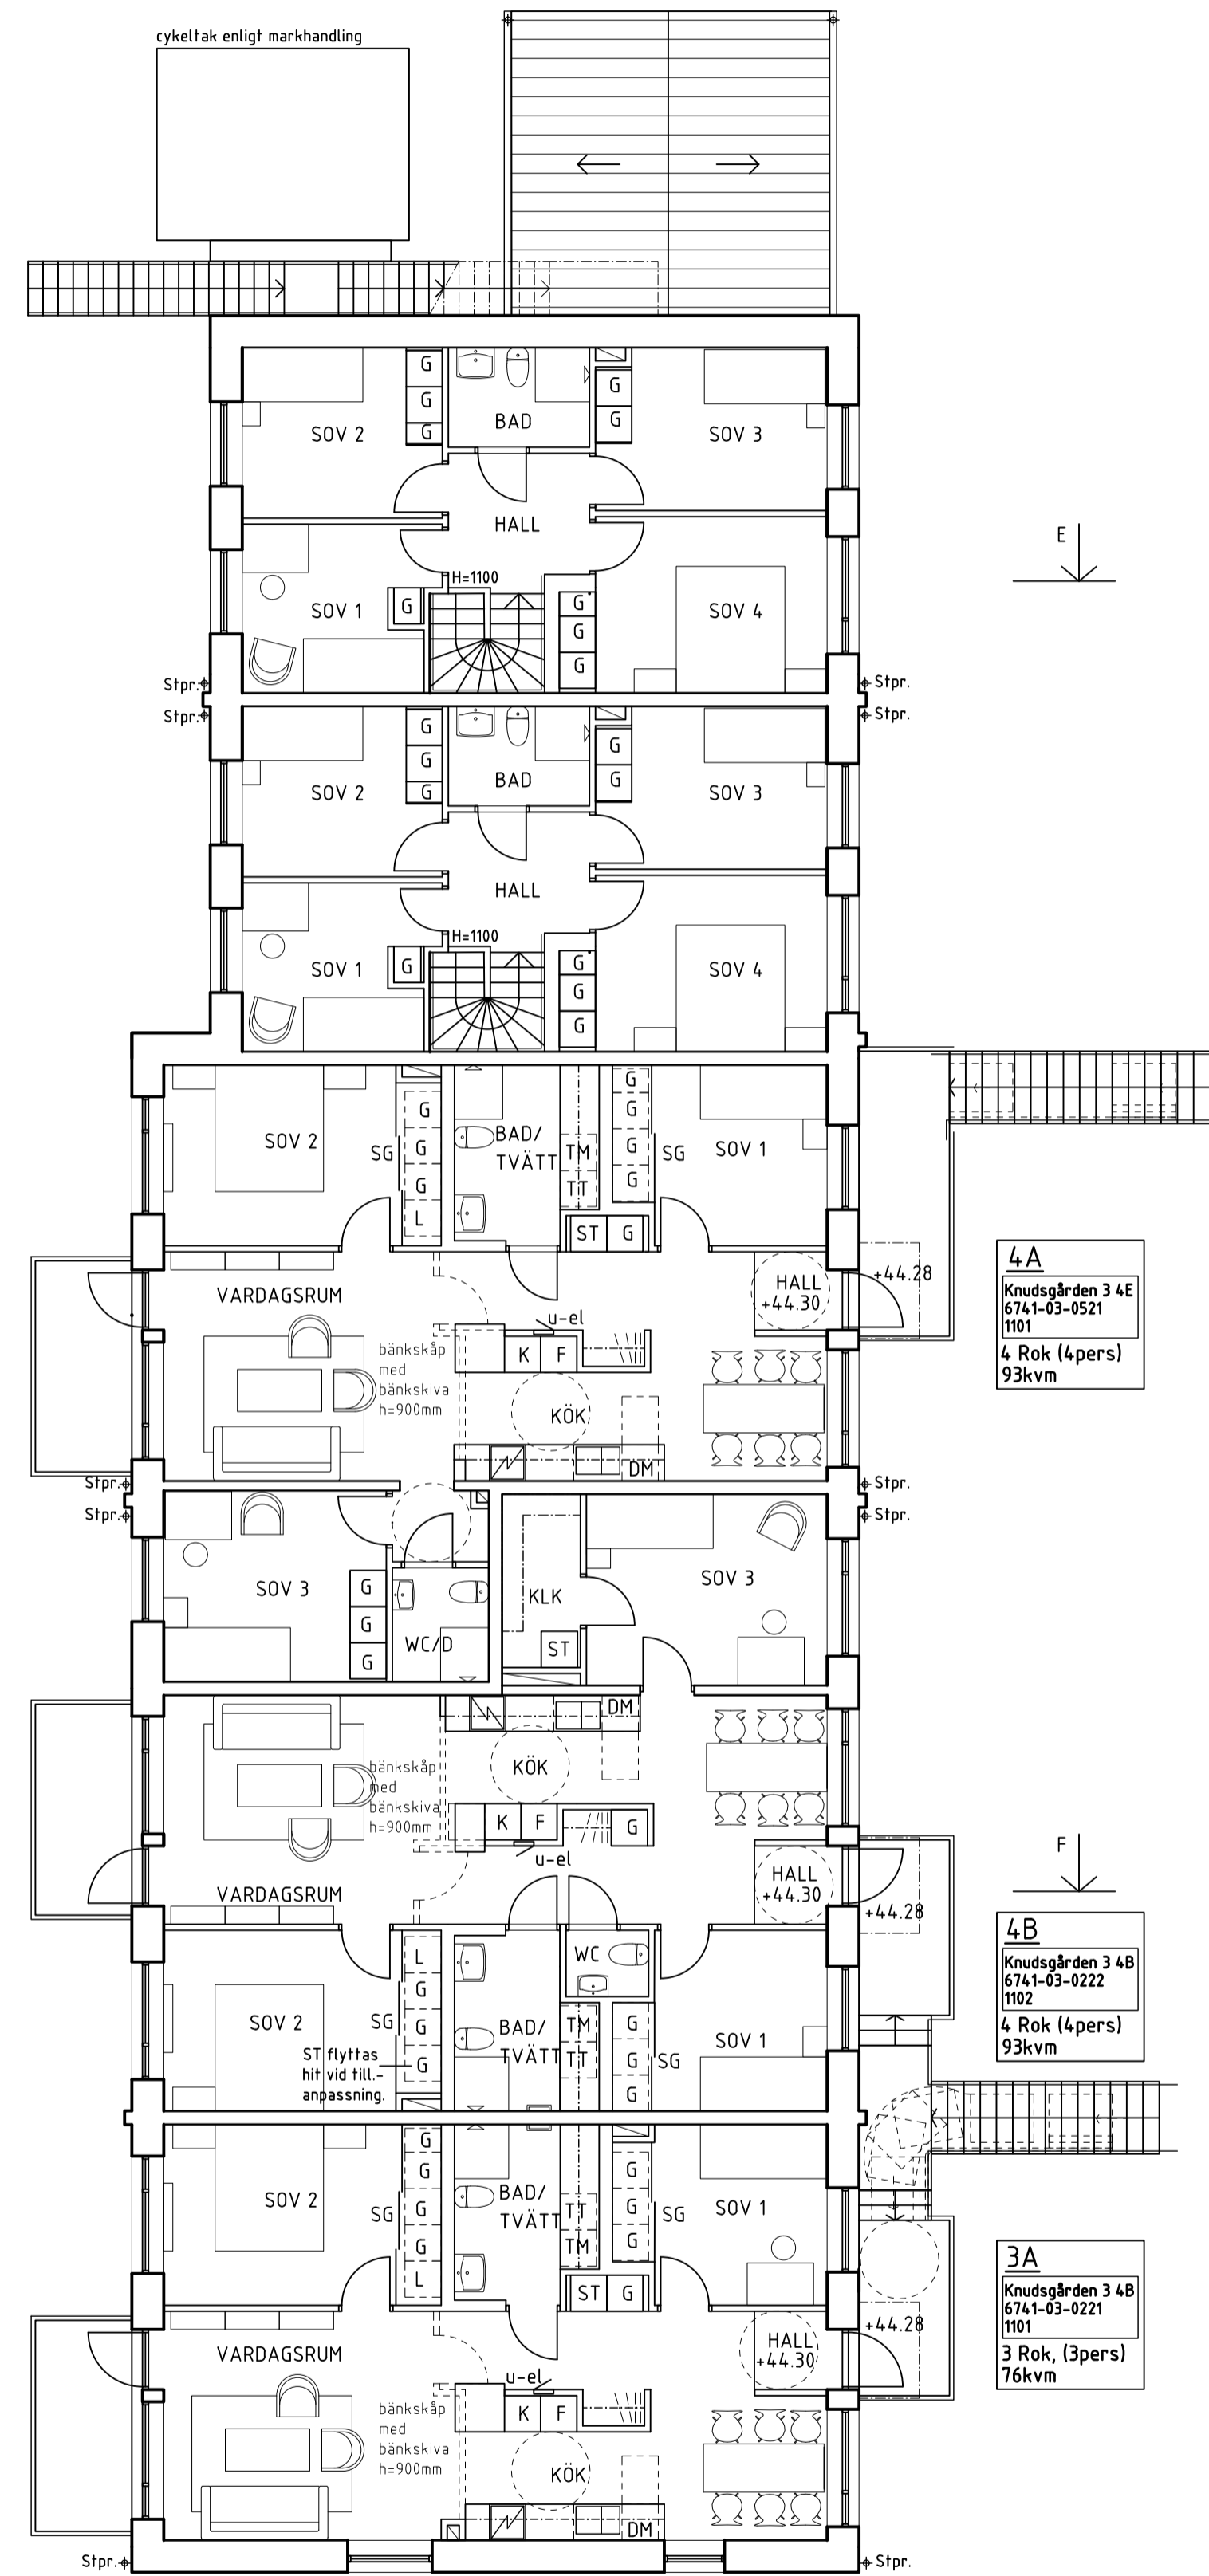 cykeltak enligt markhandling
G
G
G
SOV 2
BAD
G
G
SOV 3
HALL
E
H=1100
SOV 1
G
G
G
G
SOV 4
Stpr.
Stpr.
Stpr.
Stpr.
G
G
G
SOV 2
BAD
G
G
SOV 3
HALL
H=1100
SOV 1
G
G
G
G
SOV 4
SOV 2
SG
G
G
G
L
BAD/
TVÄTT
TM
TT
G
G
G
G
SG
SOV 1
ST
G
VARDAGSRUM
HALL
+44.30
+44.28
u-el
K
F
bänkskåp
med
bänkskiva
h=900mm
KÖK
DM
4A
Knudsgården 3 4E
6741-03-0521
1101
4 Rok (4pers)
93kvm
Stpr.
Stpr.
Stpr.
Stpr.
SOV 3
G
G
G
WC/D
KLK
ST
SOV 3
DM
KÖK
bänkskåp
med
bänkskiva
h=900mm
K
F
G
u-el
VARDAGSRUM
HALL
+44.30
+44.28
F
4B
Knudsgården 3 4B
6741-03-0222
1102
4 Rok (4pers)
93kvm
SOV 2
SG
L
G
G
G
ST flyttas
hit vid till.-
anpassning.
WC
BAD/
TVÄTT
TM
TT
G
G
G
SG
SOV 1
SOV 2
SG
G
G
G
G
L
BAD/
TVÄTT
TT
TM
G
G
G
SG
SOV 1
ST
G
VARDAGSRUM
HALL
+44.30
+44.28
u-el
K
F
bänkskåp
med
bänkskiva
h=900mm
KÖK
DM
3A
Knudsgården 3 4B
6741-03-0221
1101
3 Rok, (3pers)
76kvm
Stpr.
Stpr.